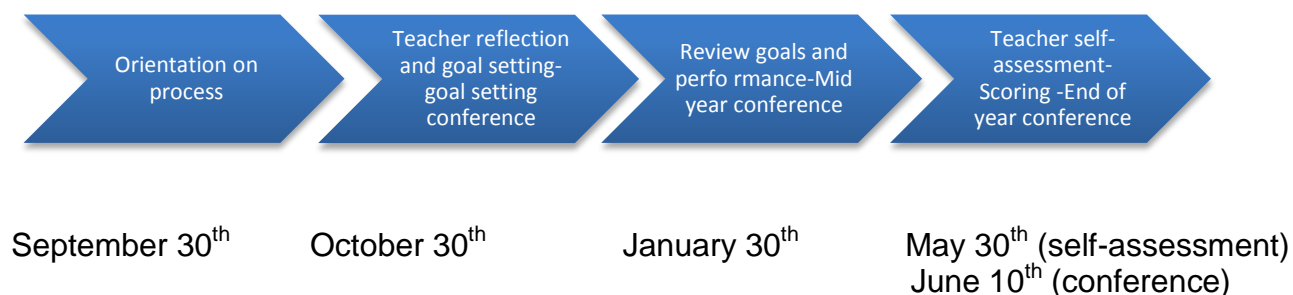 Orientation on
process
Teacher reflection
and goal setting-
goal setting
conference
Review goals and
perfo rmance-Mid
year conference
Teacher self-
assessment-
Scoring -End of
year conference
September 30th
October 30th
January 30th
May 30th (self-assessment)
June 10th (conference)